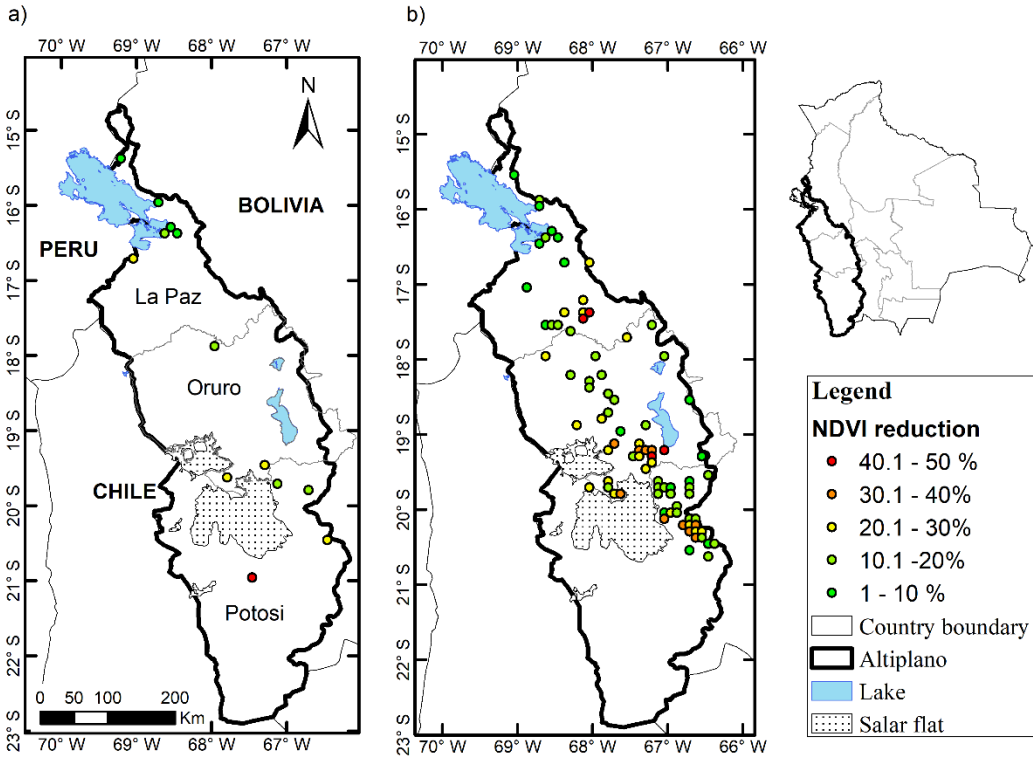 a)
b)
70° W 69° W 68° W 67° W
70° W 69° W 68° W 67° W 66° W
N
15° S
16° S
17° S
18° S
19° S
20° S
21° S
22° S
23° S
BOLIVIA
PERU
La Paz
Oruro
CHILE
Potosi
0 50 100 200
Km
70° W 69° W 68° W 67° W
15° S
16° S
17° S
18° S
19° S
20° S
21° S
22° S
23° S
70° W 69° W 68° W 67° W 66° W
Legend
NDVI reduction
40.1 - 50 %
30.1 - 40%
20.1 - 30%
10.1 -20%
1 - 10 %
Country boundary
Altiplano
Lake
Salar flat